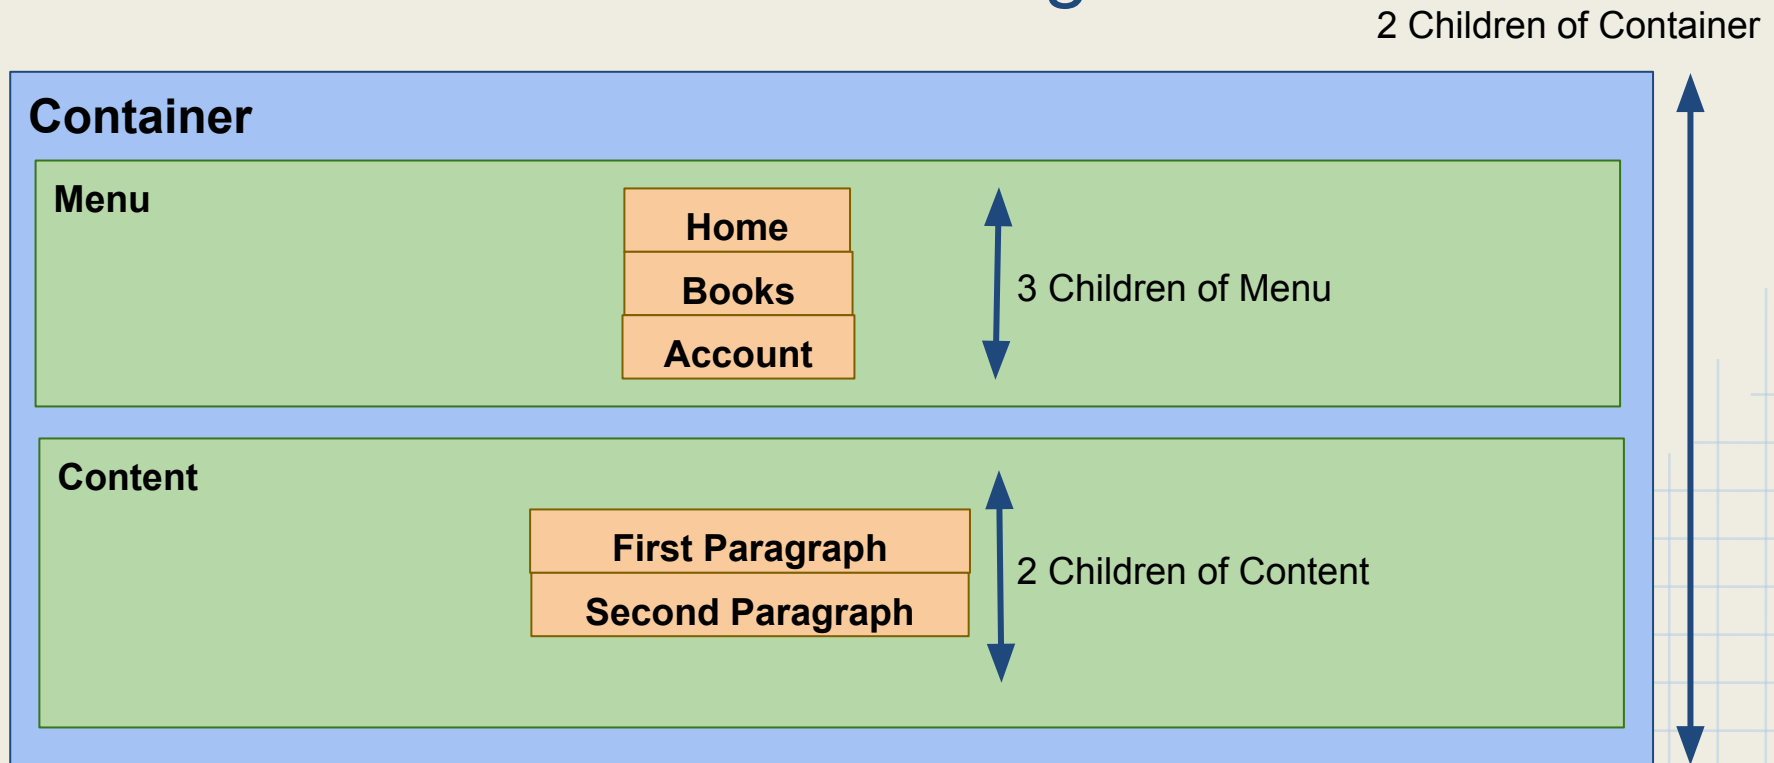 2 Children of Container
Container
Menu
Home
Books
3 Children of Menu
Account
Content
First Paragraph
2 Children of Content
Second Paragraph